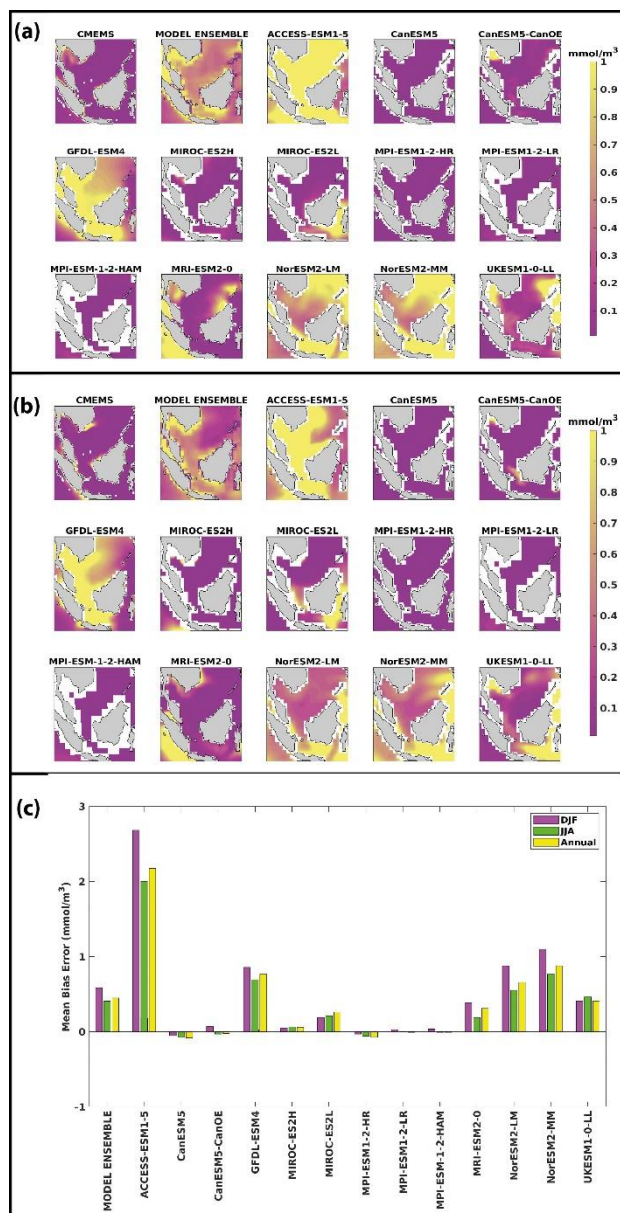 (a)
CMEMS MODEL ENSEMBLE ACCESS-ESM1-5 CanESM5 CanESM5-CanOE
mmol/m³
1
0.9
0.8
0.7
0.6
0.5
0.4
0.3
0.2
0.1
GFDL-ESM4 MIROC-ES2H MIROC-ES2L MPI-ESM1-2-HR MPI-ESM1-2-LR
MPI-ESM-1-2-HAM MRI-ESM2-0 NorESM2-LM NorESM2-MM UKESM1-0-LL
(b)
CMEMS MODEL ENSEMBLE ACCESS-ESM1-5 CanESM5 CanESM5-CanOE
mmol/m³
1
0.9
0.8
0.7
0.6
0.5
0.4
0.3
0.2
0.1
GFDL-ESM4 MIROC-ES2H MIROC-ES2L MPI-ESM1-2-HR MPI-ESM1-2-LR
MPI-ESM-1-2-HAM MRI-ESM2-0 NorESM2-LM NorESM2-MM UKESM1-0-LL
(c)
Mean Bias Error (mmol/m³)
3
2
1
0
-1
DJF
JJA
Annual
MODEL ENSEMBLE
ACCESS-ESM1-5
CanESM5
CanESM5-CanOE
GFDL-ESM4
MIROC-ES2H
MIROC-ES2L
MPI-ESM1-2-HR
MPI-ESM1-2-LR
MPI-ESM-1-2-HAM
MRI-ESM2-0
NorESM2-LM
NorESM2-MM
UKESM1-0-LL